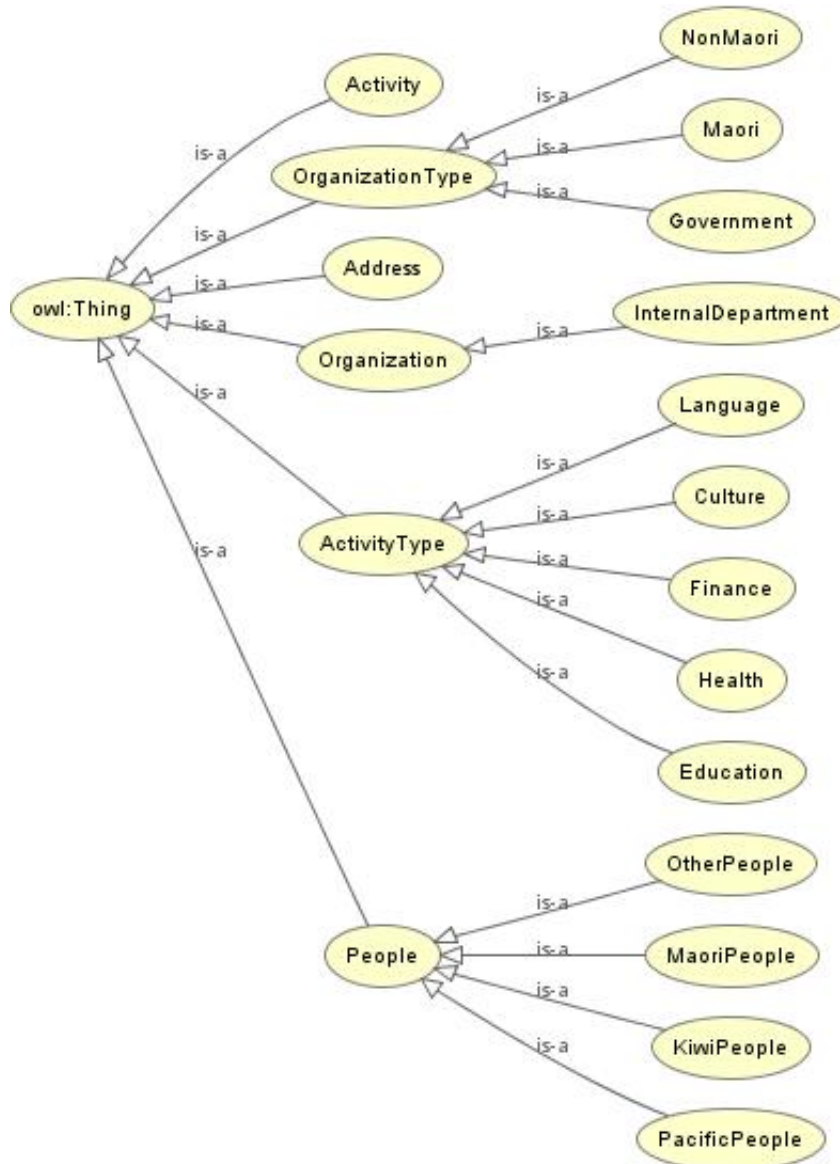 NonMaori
Activity
is-a
Maori
is-a
is-a
OrganizationType
is-a
Government
is-a
Address
is-a
owl:Thing
InternalDepartment
is-a
is-a
Organization
is-a
Language
is-a
Culture
is-a
ActivityType
is-a
is-a
Finance
is-a
Health
is-a
Education
OtherPeople
is-a
People
is-a
MaoriPeople
is-a
KiwiPeople
is-a
PacificPeople